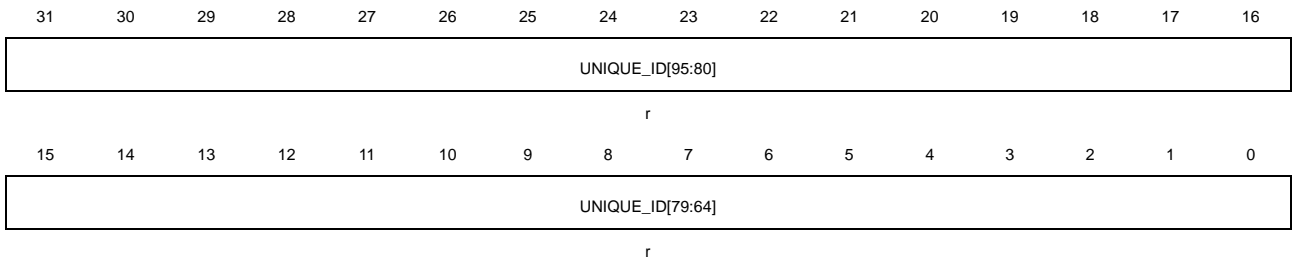 31 30 29 28 27 26 25 24 23 22 21 20 19 18 17 16
UNIQUE_ID[95:80]
r
15 14 13 12 11 10 9 8 7 6 5 4 3 2 1 0
UNIQUE_ID[79:64]
r